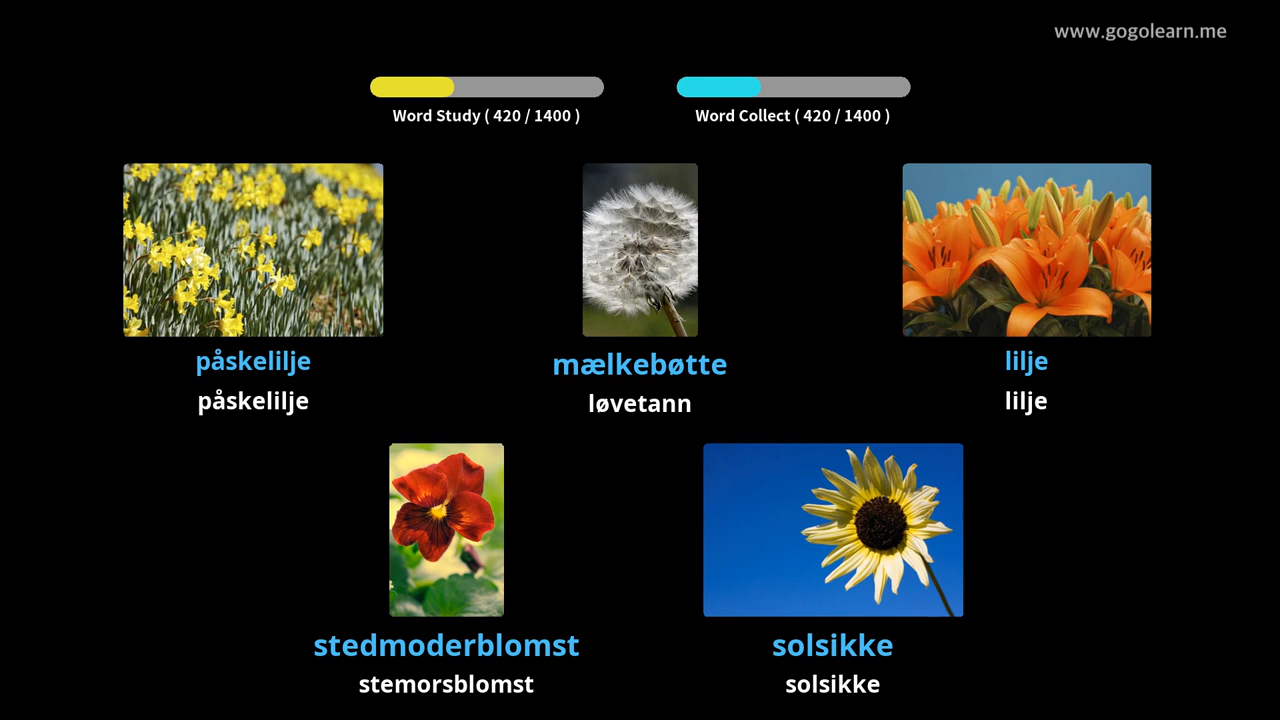 www.gogolearn.me
Word Study ( 420 / 1400 )
Word Collect ( 420 / 1400 )
påskelilje
påskelilje
mælkebøtte
løvetann
lilje
lilje
stedmoderblomst
stemorsblomst
solsikke
solsikke